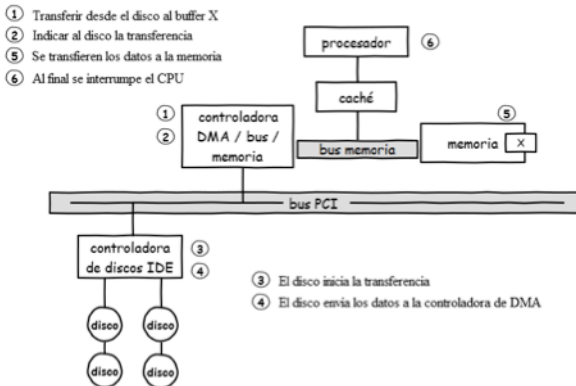 ① Transferir desde el disco al buffer X
② Indicar al disco la transferencia
⑤ Se transfieren los datos a la memoria
⑥ Al final se interrumpe el CPU
procesador ⑥
caché
① ② controladora
DMA / bus /
memoria
bus memoria
⑤
memoria X
bus PCI
controladora ③
de discos IDE ④
③ El disco inicia la transferencia
④ El disco envia los datos a la controladora de DMA
disco disco
disco disco